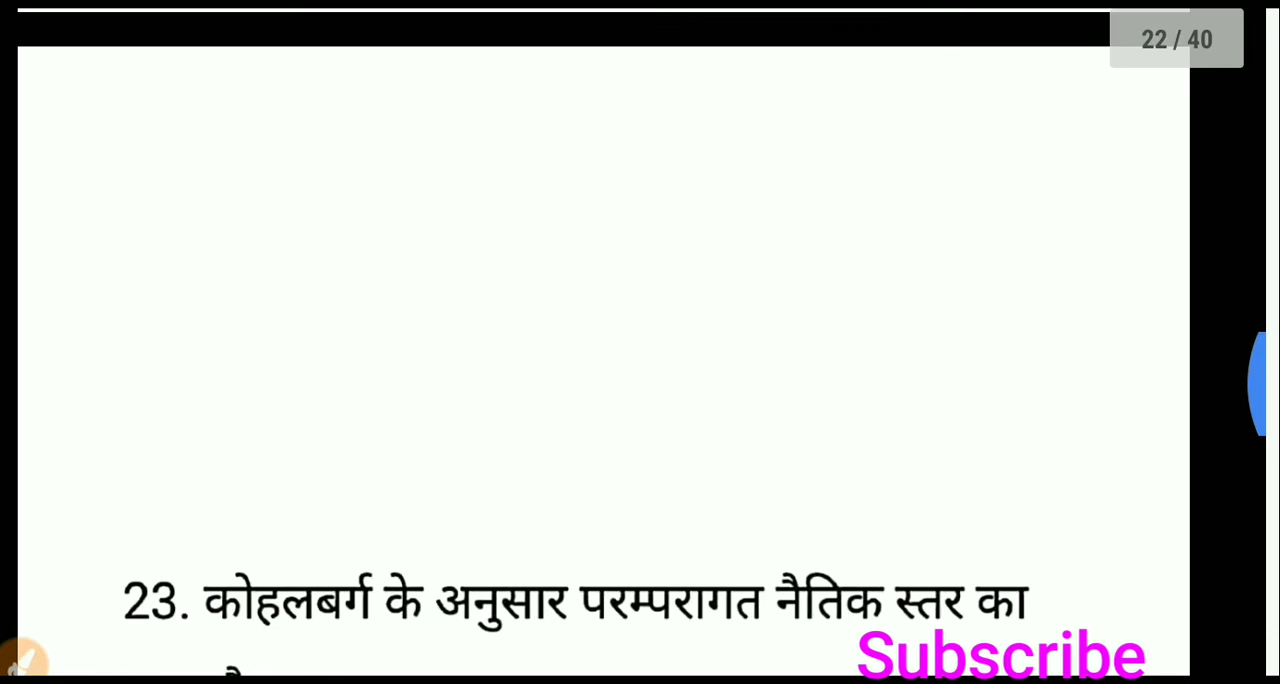 22 / 40
23. कोहलबर्ग के अनुसार परम्परागत नैतिक स्तर का
Subscribe